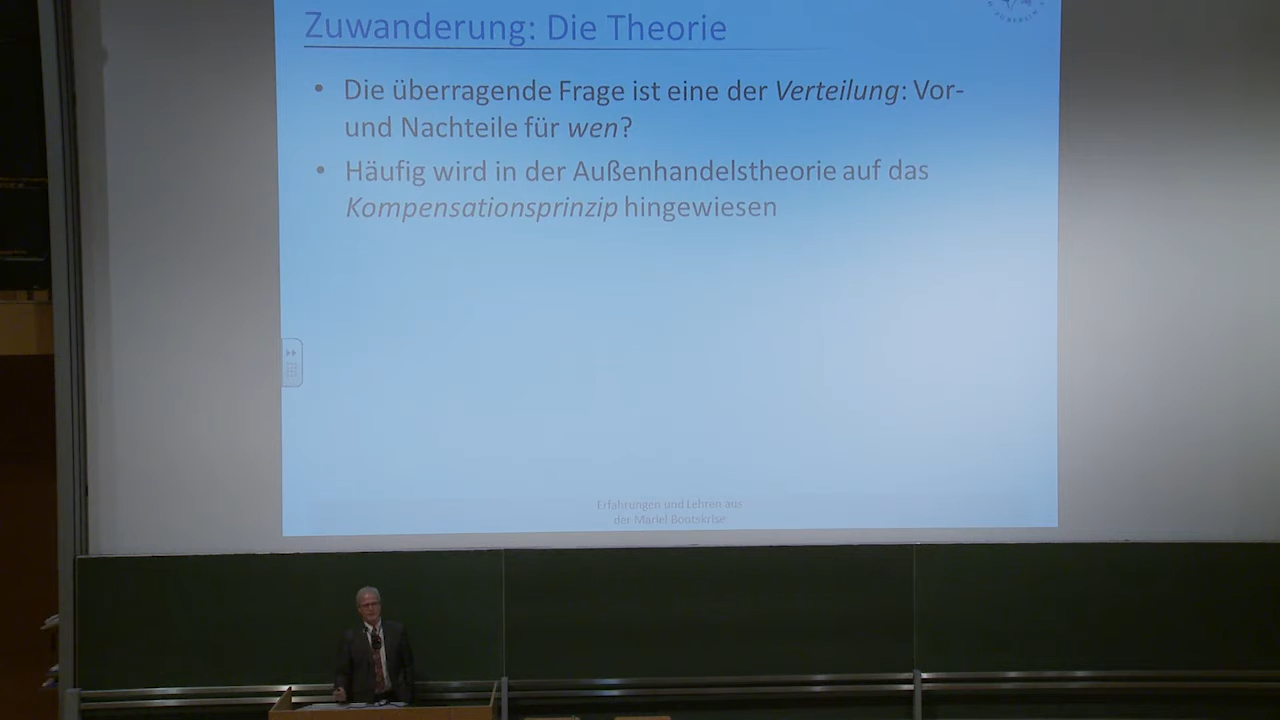 Zuwanderung: Die Theorie
• Die überragende Frage ist eine der Verteilung: Vor-
und Nachteile für wen?
• Häufig wird in der Außenhandelstheorie auf das
Kompensationsprinzip hingewiesen
Erfahrungen und Lehren aus
der Mariel Bootskrise